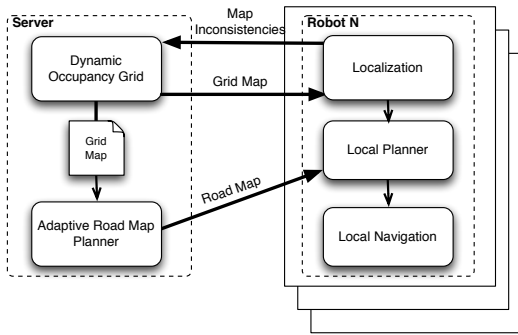 Server
Map
Inconsistencies
Robot N
Dynamic
Occupancy Grid
Localization
Grid Map
Grid
Map
Local Planner
Road Map
Adaptive Road Map
Planner
Local Navigation